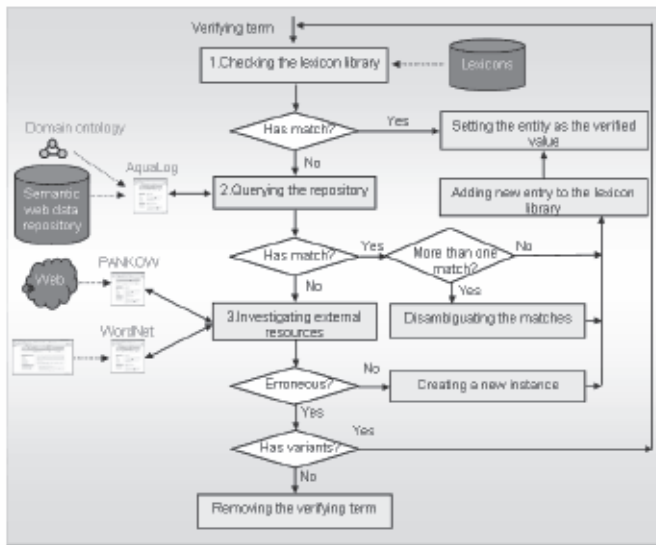 Verifying term
1.Checking the lexicon library
Lexicons
Has match?
Yes
Setting the entity as the verified
value
No
Domain ontology
AquaLog
Semantic
web data
repository
2.Querying the repository
Adding new entry to the lexicon
library
Has match?
Yes
More than one
match?
No
No
Yes
Web
PANKOW
3.Investigating external
resources
Disambiguating the matches
WordNet
Erroneous?
No
Creating a new instance
Yes
Has variants?
Yes
No
Removing the verifying term